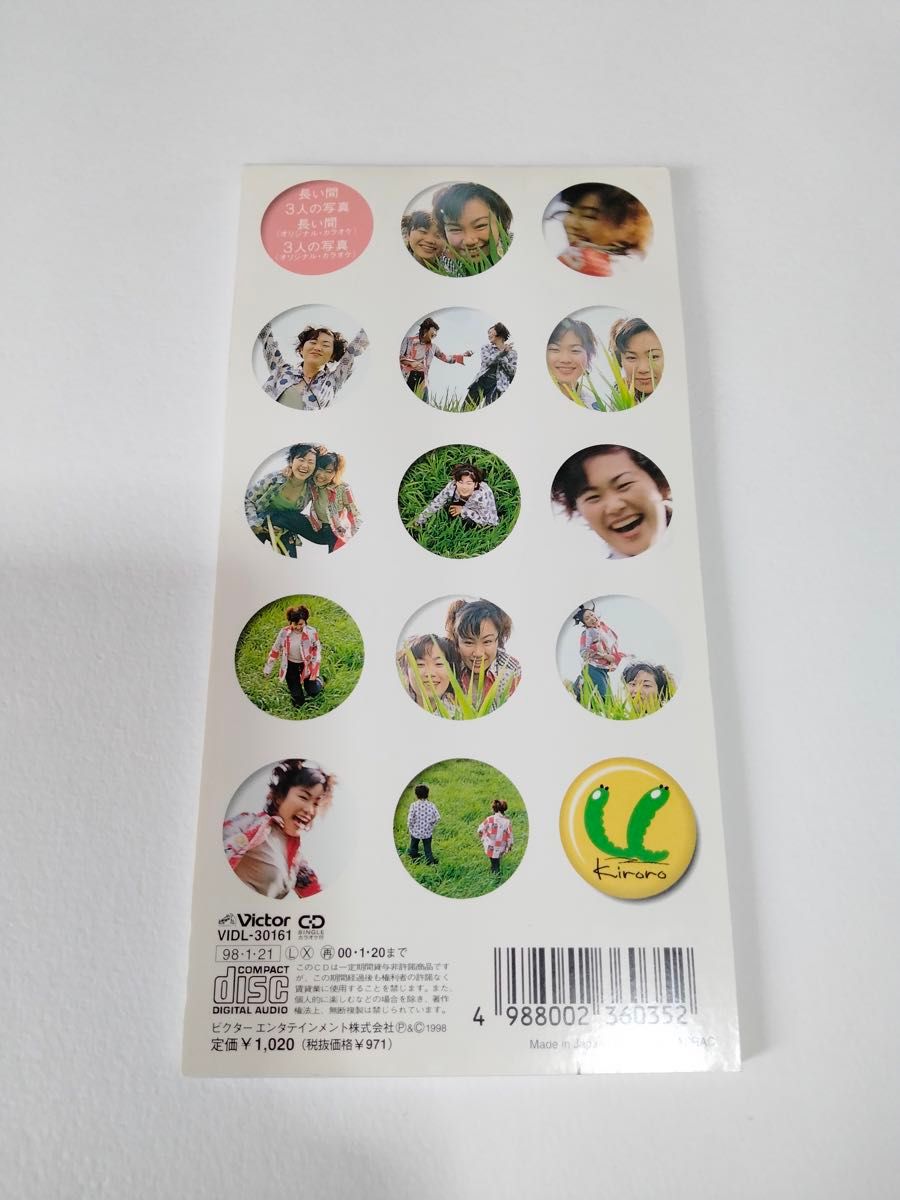 長い間
3人の写真
長い間
(オリジナル・カラオケ)
3人の写真
(オリジナル・カラオケ)
Kiroro
Victor CD
SINGLE
カラオケ付
VIDL-30161
98・1・21 L X 再 00・1・20まで
COMPACT
disc
DIGITAL AUDIO
このCDは一定期間貸与非許諾商品です
が、この期間経過後も権利者の許諾なく
賃貸業に使用することを禁じます。また、
個人的に楽しむなどの場合を除き、著作
権法上、無断複製は禁じられています。
ビクター エンタテインメント株式会社 Ⓟ&Ⓒ1998
定価¥1,020 (税抜価格¥971)
4 988002 360352
Made in Japan